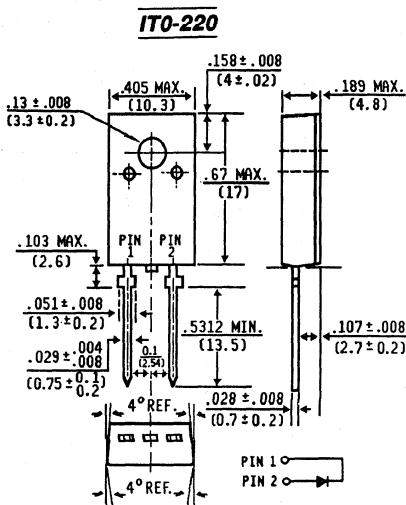 ITO-220
.158±.008
(4±.02)
.405 MAX.
(10.3)
.189 MAX.
(4.8)
.13±.008
(3.3±0.2)
.67 MAX.
(17)
.103 MAX.
(2.6)
PIN
1
PIN
2
.051±.008
(1.3±0.2)
.5312 MIN.
(13.5)
.107±.008
(2.7±0.2)
.029±.004
.008
(0.75±0.1)
0.2
0.1
(2.54)
.028±.008
(0.7±0.2)
4° REF.
4° REF.
PIN 1
PIN 2